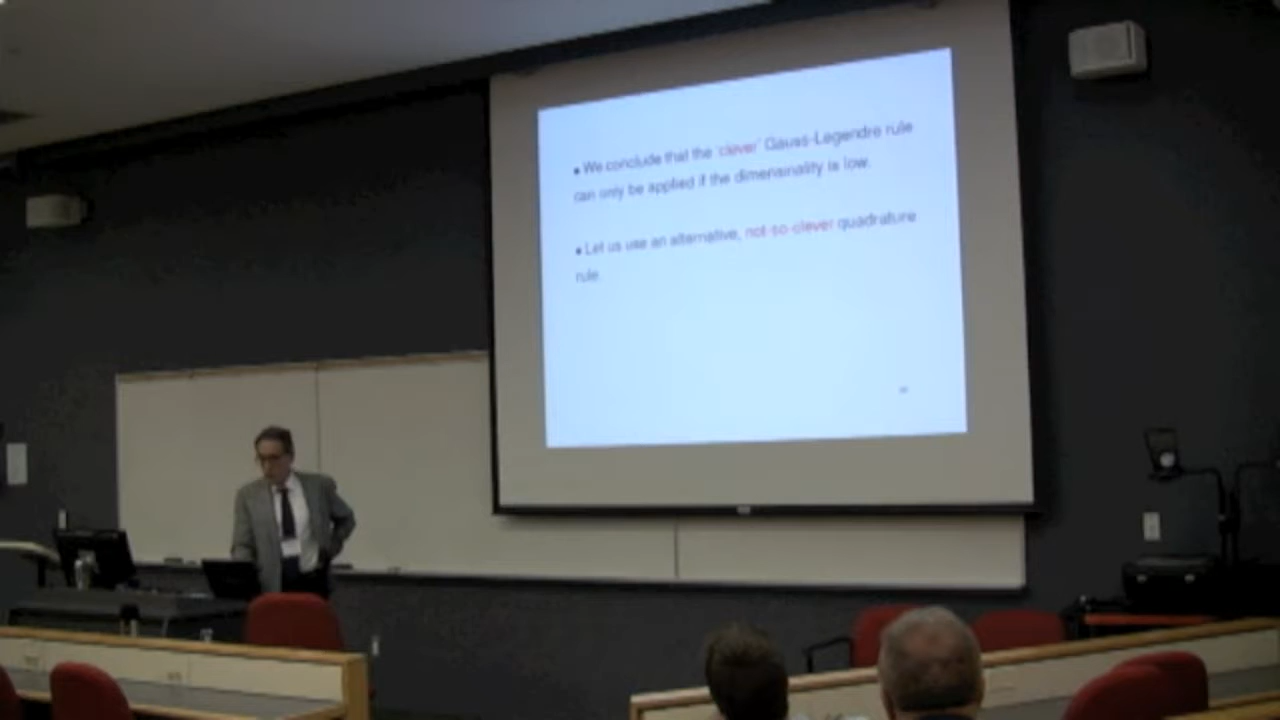 • We conclude that the 'clever' Gauss-Legendre rule
can only be applied if the dimensinality is low.
• Let us use an alternative, not-so-clever quadrature
rule